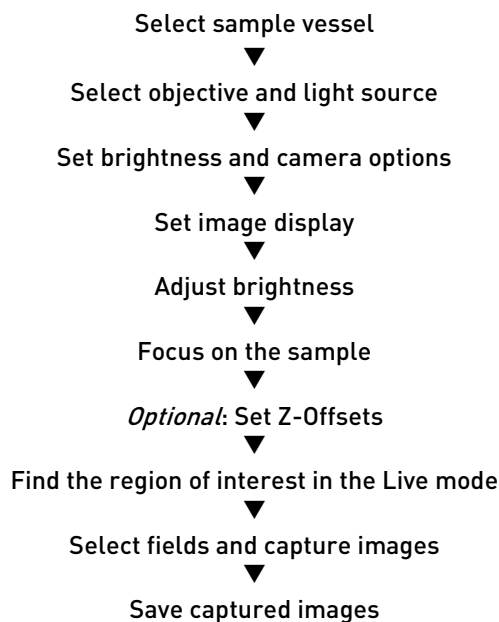 Select sample vessel
Select objective and light source
Set brightness and camera options
Set image display
Adjust brightness
Focus on the sample
Optional: Set Z-Offsets
Find the region of interest in the Live mode
Select fields and capture images
Save captured images